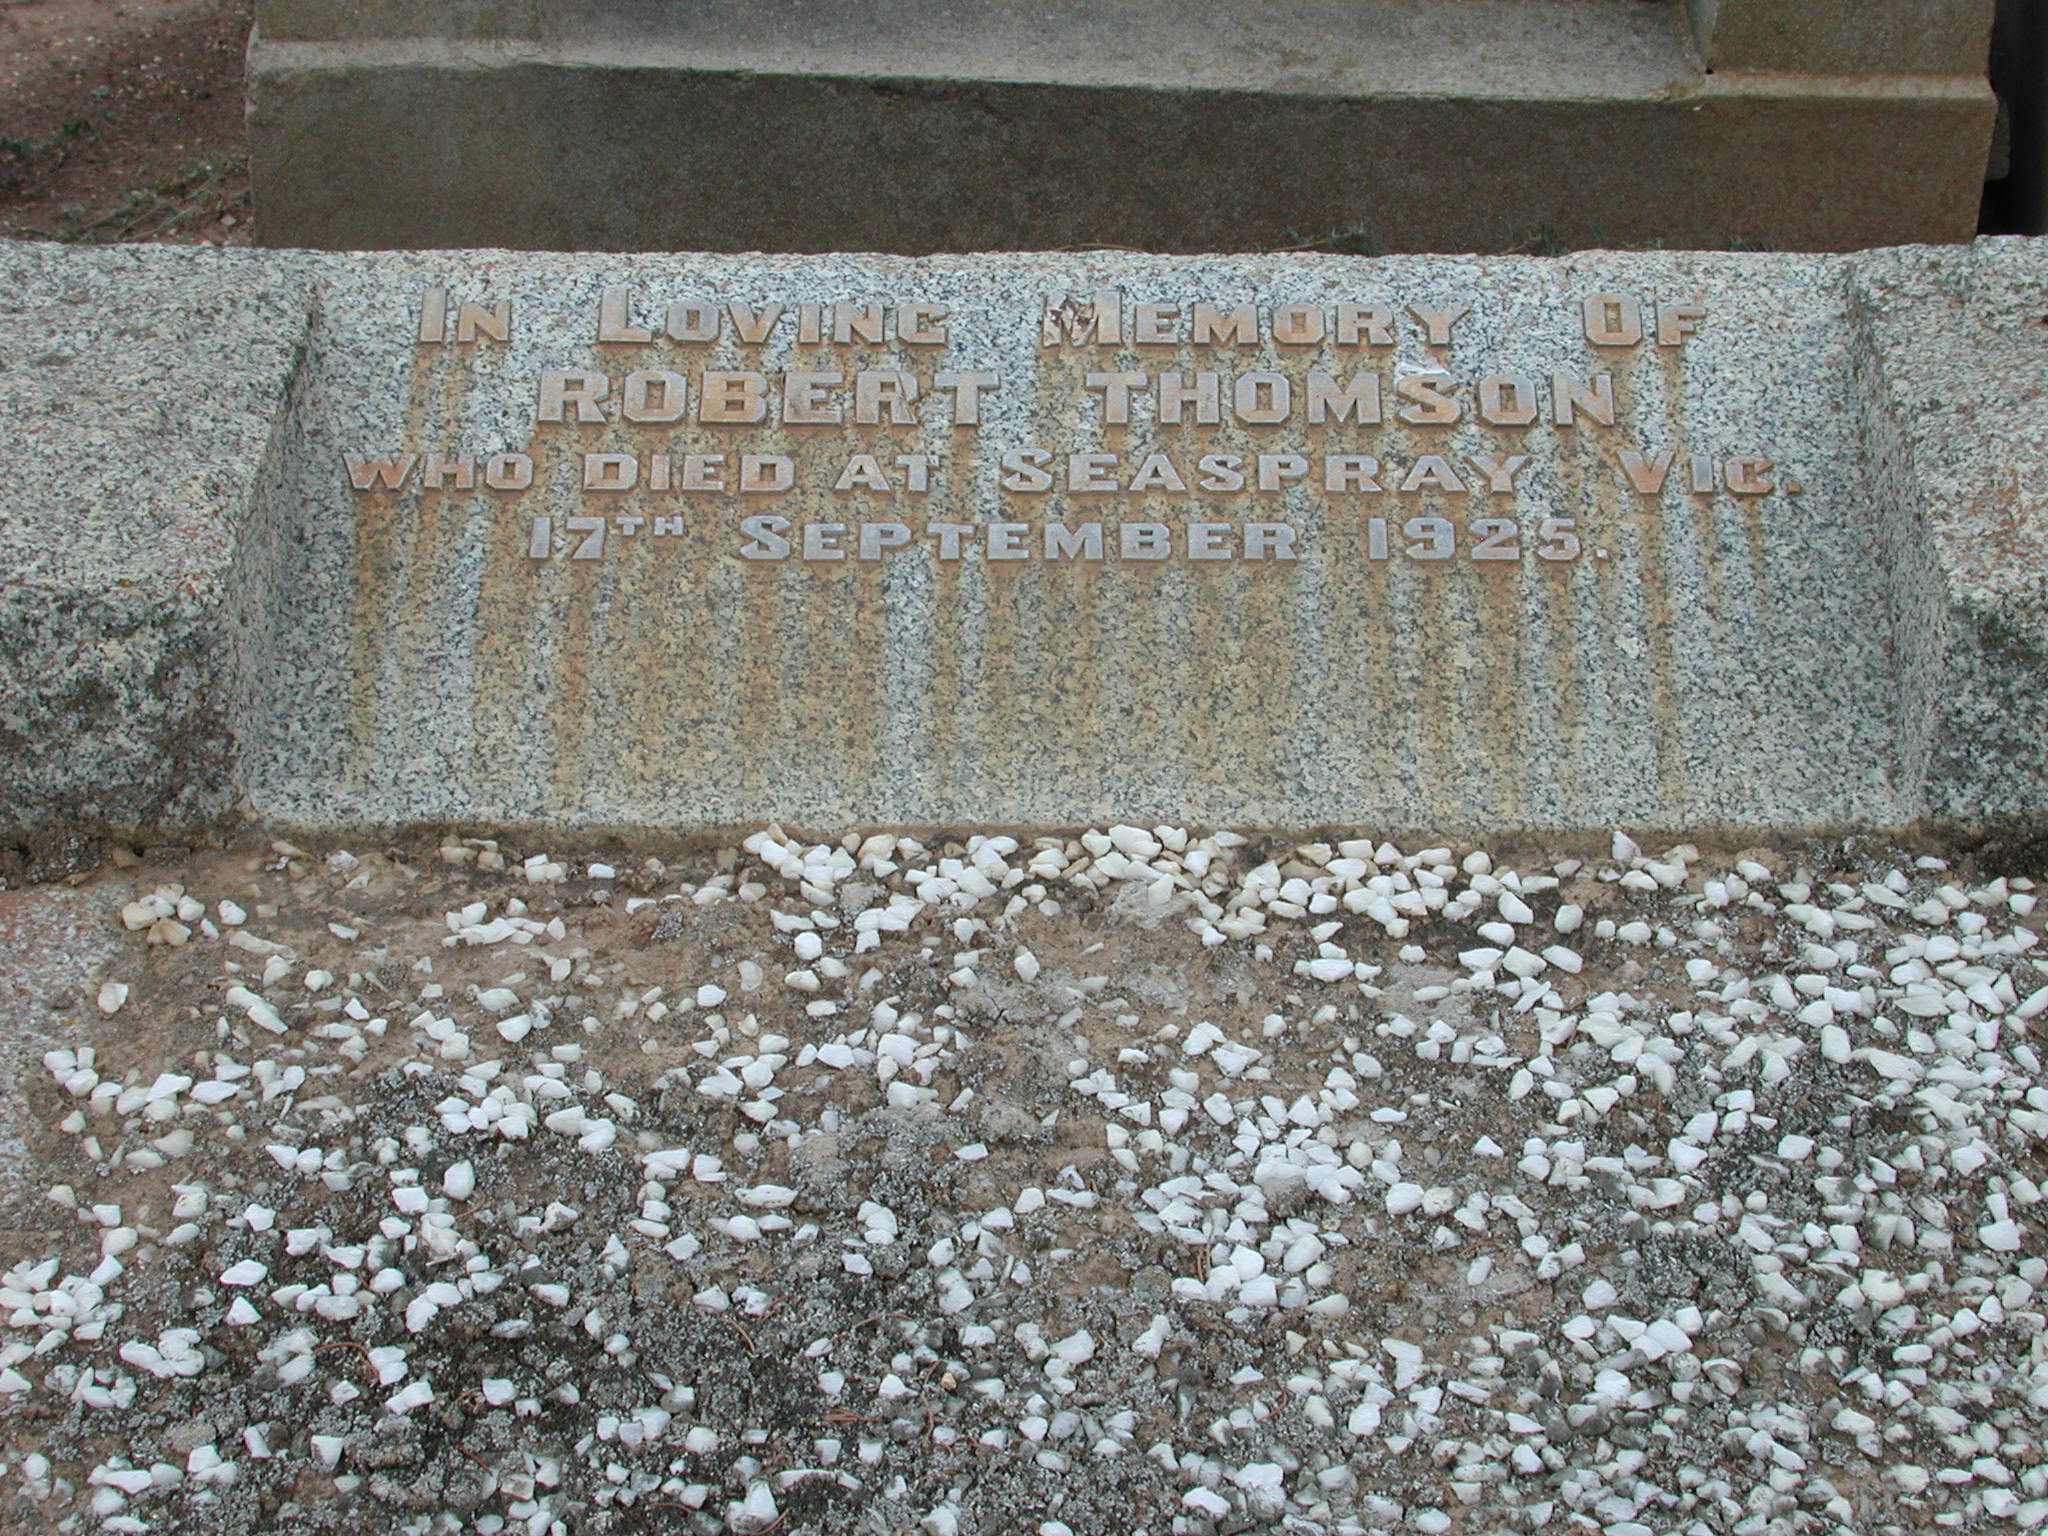 In Loving Memory Of
ROBERT THOMSON
WHO DIED AT SEASPRAY VIC.
17TH SEPTEMBER 1925.